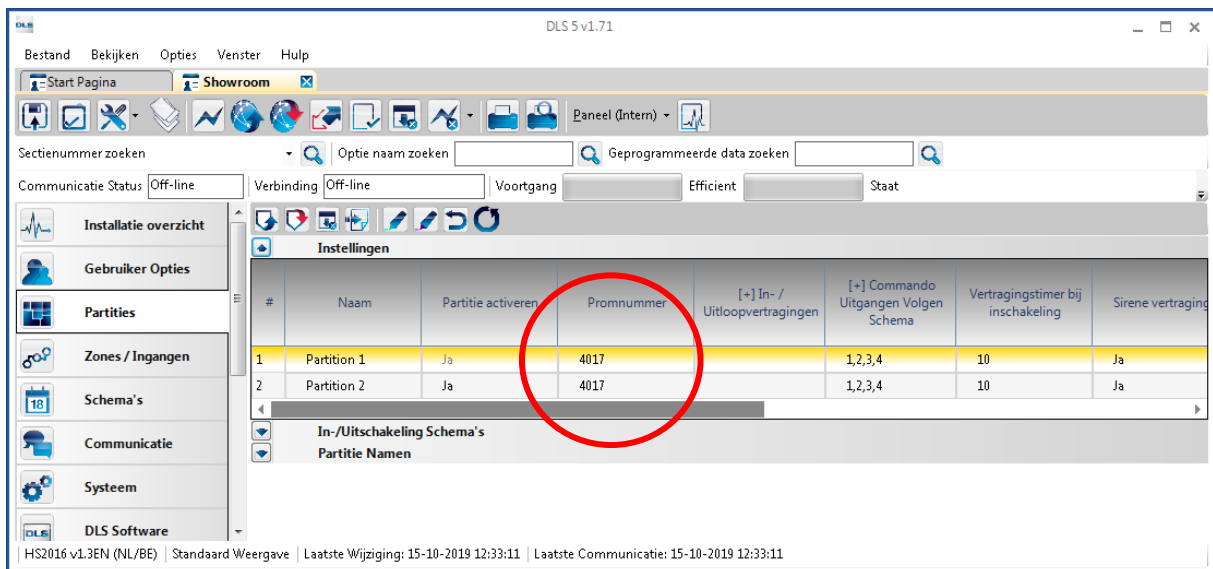 DLS
DLS 5 v1.71
Bestand Bekijken Opties Venster Hulp
Start Pagina Showroom
Paneel (Intern)
Sectienummer zoeken Optie naam zoeken Geprogrammeerde data zoeken
Communicatie Status Off-line Verbinding Off-line Voortgang Efficient Staat
Installatie overzicht
Gebruiker Opties
Partities
Zones / Ingangen
18
Schema's
Communicatie
Systeem
DLS
DLS Software
Instellingen
# Naam Partitie activeren Promnummer [+] In- / Uitloopvertragingen [+] Commando Uitgangen Volgen Schema Vertragingstimer bij inschakeling Sirene vertraging
1 Partition 1 Ja 4017 1,2,3,4 10 Ja
2 Partition 2 Ja 4017 1,2,3,4 10 Ja
In-/Uitschakeling Schema's
Partitie Namen
HS2016 v1.3EN (NL/BE) Standaard Weergave Laatste Wijziging: 15-10-2019 12:33:11 Laatste Communicatie: 15-10-2019 12:33:11